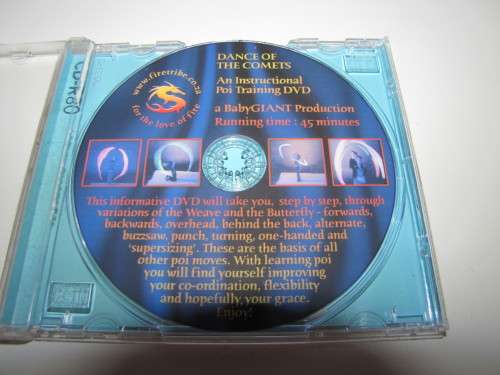 CD-R80
www.firetribe.co.za
for the love of fire
DANCE OF
THE COMETS
An Instructional
Poi Training DVD
a BabyGIANT Production
Running time : 45 minutes
This informative DVD will take you, step by step, through
variations of the Weave and the Butterfly - forwards,
backwards, overhead, behind the back, alternate,
buzzsaw, punch, turning, one-handed and
'supersizing'. These are the basis of all
other poi moves. With learning poi
you will find yourself improving
your co-ordination, flexibility
and hopefully, your grace.
Enjoy!